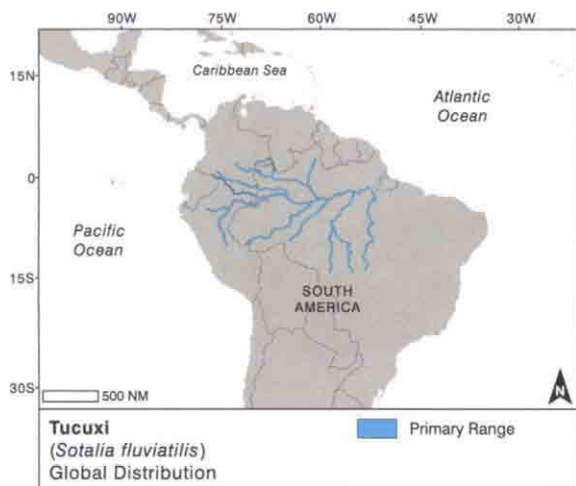 90W 75W 60W 45W 30W
15N
Caribbean Sea
Atlantic
Ocean
0
Pacific
Ocean
15S
SOUTH
AMERICA
30S
500 NM
N
Tucuxi
(Sotalia fluviatilis)
Global Distribution
Primary Range